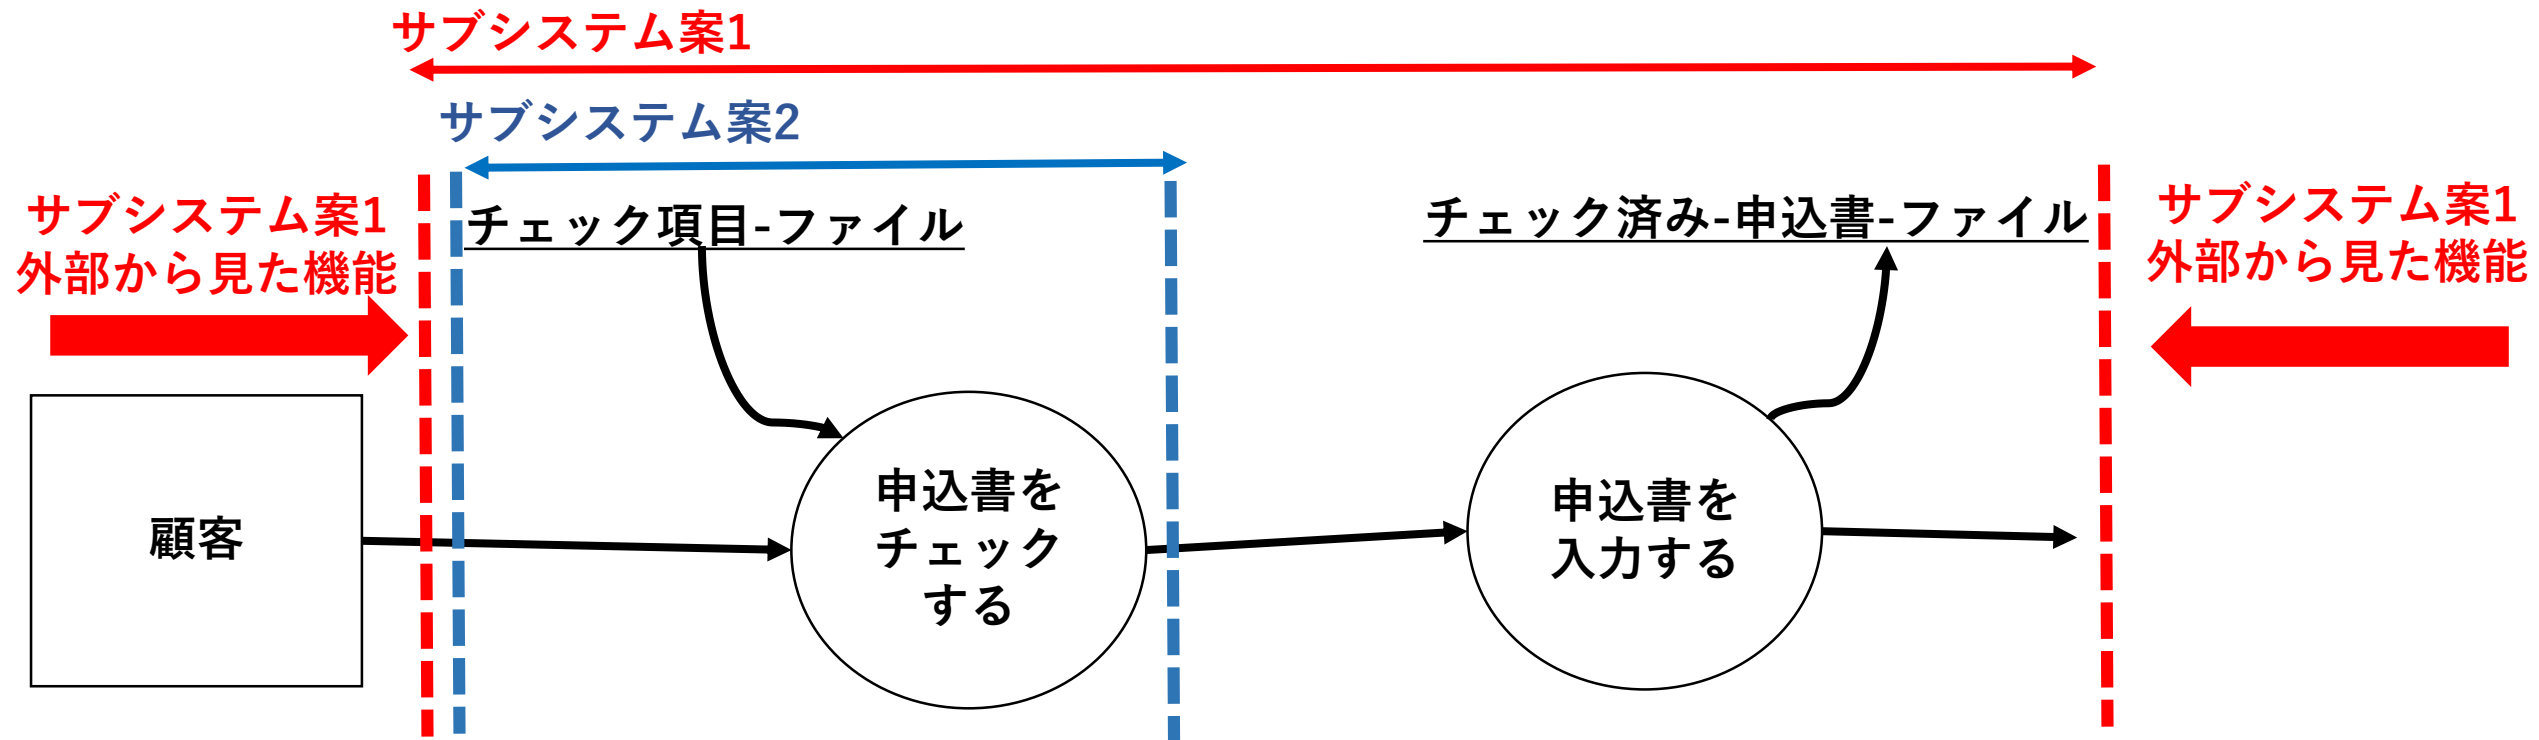 サブシステム案1
サブシステム案2
サブシステム案1
外部から見た機能
チェック項目-ファイル
チェック済み-申込書-ファイル
サブシステム案1
外部から見た機能
顧客
申込書を
チェック
する
申込書を
入力する